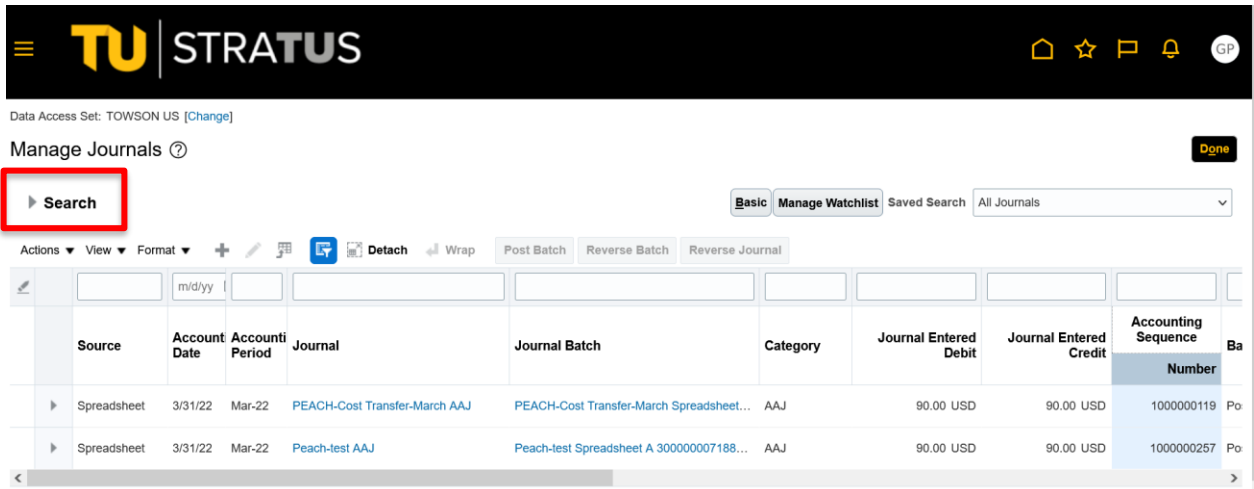 TU STRATUS
GP
Data Access Set: TOWSON US [Change]
Manage Journals ?
Done
Search
Basic Manage Watchlist Saved Search All Journals
Actions View Format Detach Wrap Post Batch Reverse Batch Reverse Journal
m/d/yy
Source Accounti Date Accounti Period Journal Journal Batch Category Journal Entered Debit Journal Entered Credit Accounting Sequence Number Ba
Spreadsheet 3/31/22 Mar-22 PEACH-Cost Transfer-March AAJ PEACH-Cost Transfer-March Spreadsheet... AAJ 90.00 USD 90.00 USD 1000000119 Po
Spreadsheet 3/31/22 Mar-22 Peach-test AAJ Peach-test Spreadsheet A 300000007188... AAJ 90.00 USD 90.00 USD 1000000257 Po